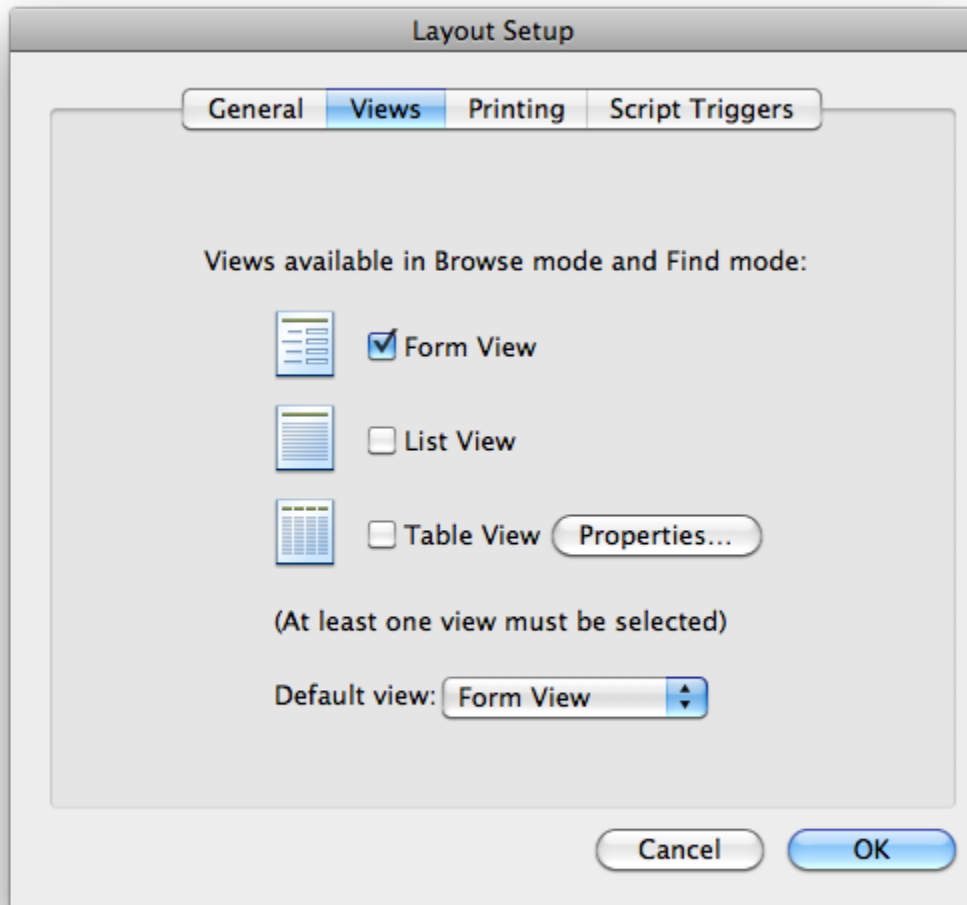 Layout Setup
General Views Printing Script Triggers
Views available in Browse mode and Find mode:
Form View
List View
Table View Properties...
(At least one view must be selected)
Default view: Form View
Cancel OK